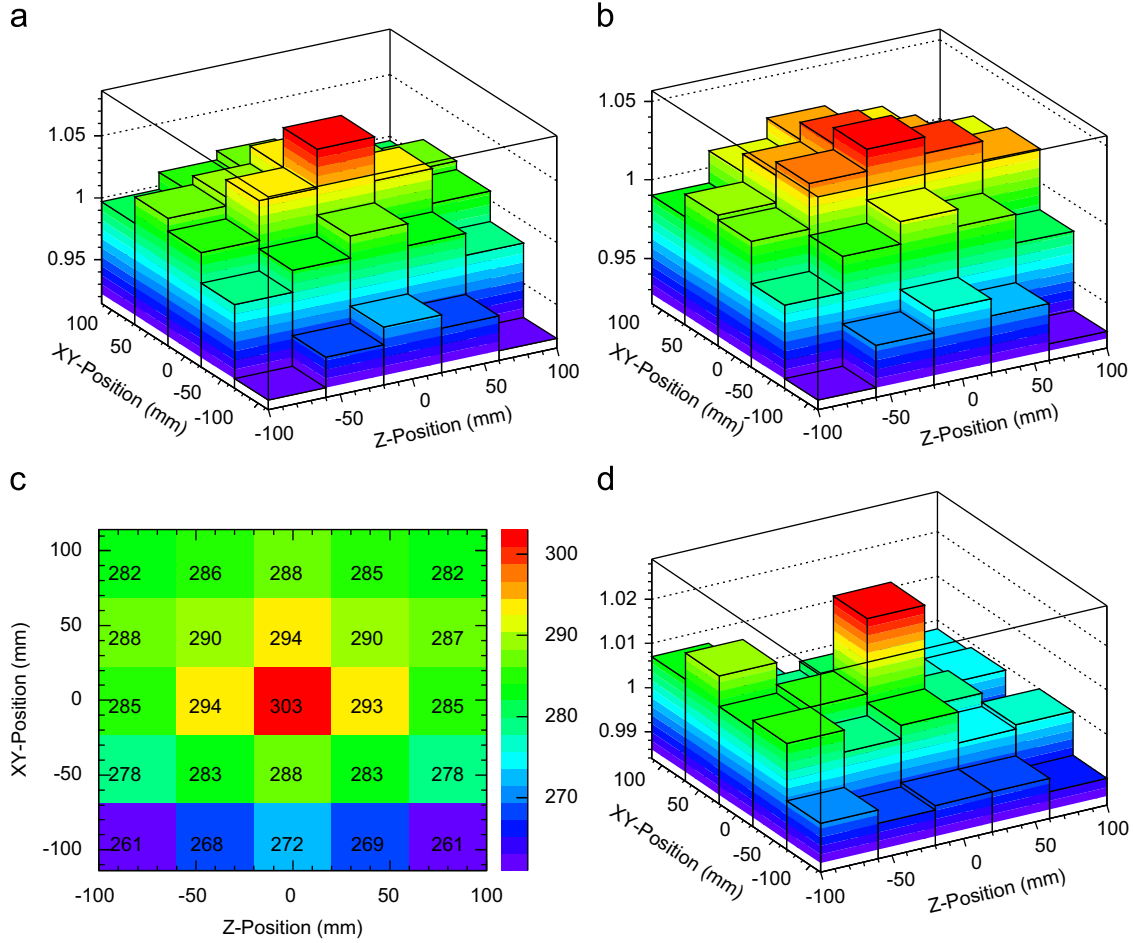 a
b
1.05
1
0.95
100
50
0
-50
-100
XY-Position (mm)
-100
-50
0
50
100
Z-Position (mm)
1.05
1
0.95
100
50
0
-50
-100
XY-Position (mm)
-100
-50
0
50
100
Z-Position (mm)
c
d
100
50
0
-50
-100
XY-Position (mm)
282 286 288 285 282
288 290 294 290 287
285 294 303 293 285
278 283 288 283 278
261 268 272 269 261
-100 -50 0 50 100
Z-Position (mm)
300
290
280
270
1.02
1.01
1
0.99
100
50
0
-50
-100
XY-Position (mm)
-100
-50
0
50
100
Z-Position (mm)